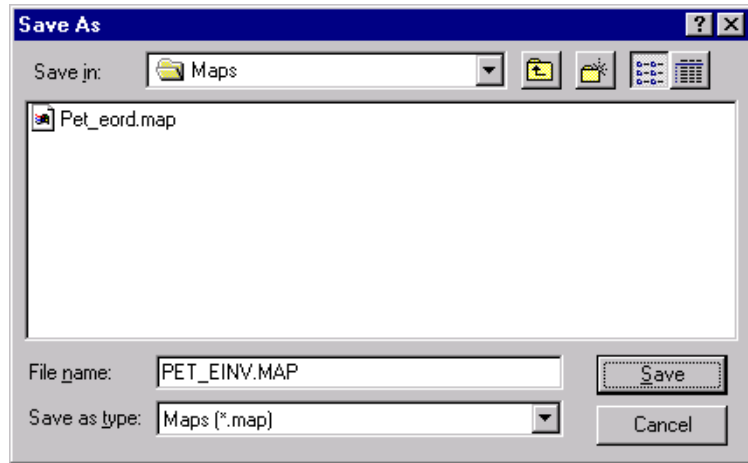 Save As
Save in: Maps
Pet_eord.map
File name: PET_EINV.MAP
Save
Save as type: Maps (*.map)
Cancel